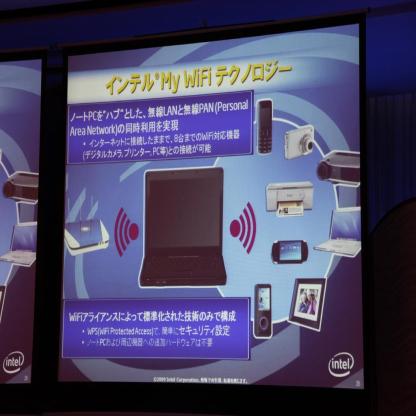 インテル®My WiFi テクノロジー
ノートPCを"ハブ"とした、無線LANと無線PAN(Personal
Area Network)の同時利用を実現
・ インターネットに接続したままで、8台までのWiFi対応機器
(デジタルカメラ、プリンター、PC等)との接続が可能
WiFiアライアンスによって標準化された技術のみで構成
・ WPS(WiFi Protected Access)で、簡単にセキュリティ設定
・ ノートPCおよび周辺機器への追加ハードウェアは不要
intel
©2009 Intel Corporation.
intel